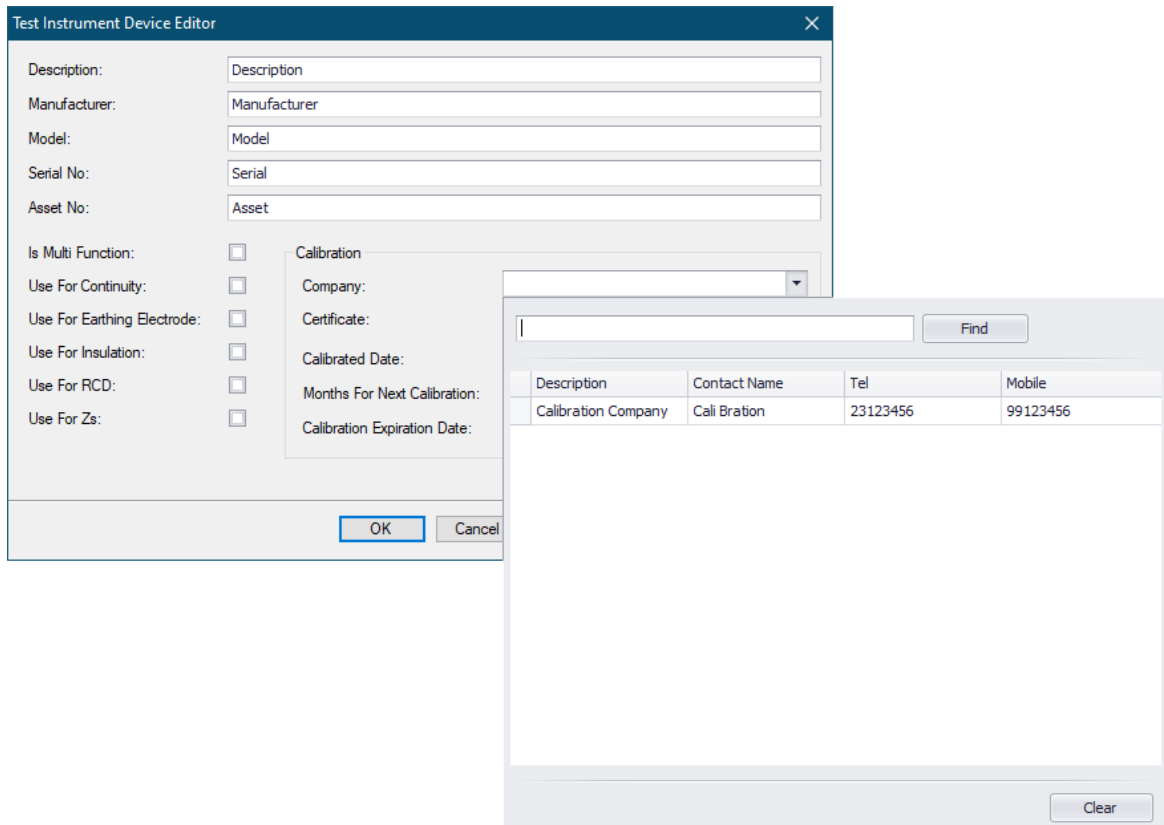 Test Instrument Device Editor
Description: Description
Manufacturer: Manufacturer
Model: Model
Serial No: Serial
Asset No: Asset
Is Multi Function:
Use For Continuity:
Use For Earthing Electrode:
Use For Insulation:
Use For RCD:
Use For Zs:
Calibration
Company:
Certificate:
Calibrated Date:
Months For Next Calibration:
Calibration Expiration Date:
OK Cancel
Find
Description Contact Name Tel Mobile
Calibration Company Cali Bration 23123456 99123456
Clear